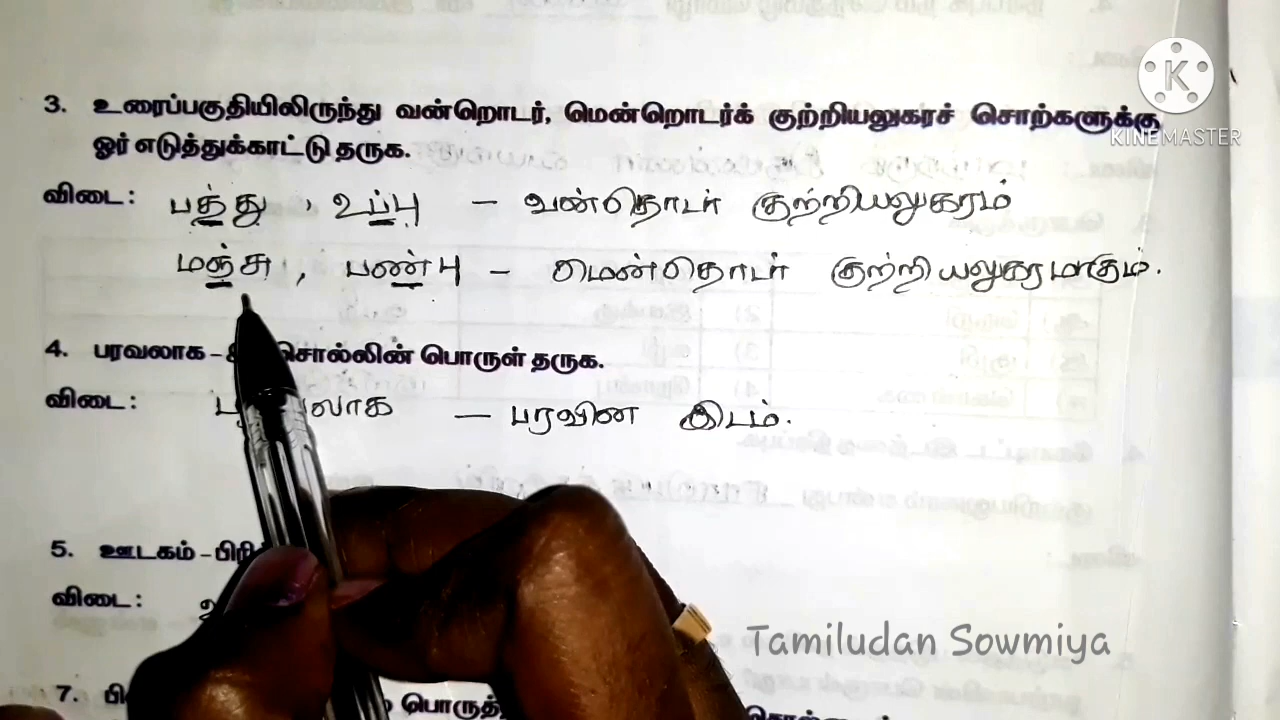 KINEMASTER
3. உரைப்பகுதியிலிருந்து வன்றொடர், மென்றொடர்க் குற்றியலுகரச் சொற்களுக்கு
ஓர் எடுத்துக்காட்டு தருக.
விடை: பத்து, உப்பு – வன்தொடர் குற்றியலுகரம்
மஞ்சு, பண்பு – மென்தொடர் குற்றியலுகரமாகும்.
4. பரவலாக – சொல்லின் பொருள் தருக.
விடை: லாக – பரவின இடம்.
5. ஊடகம் –
விடை:
Tamiludan Sowmiya
7.